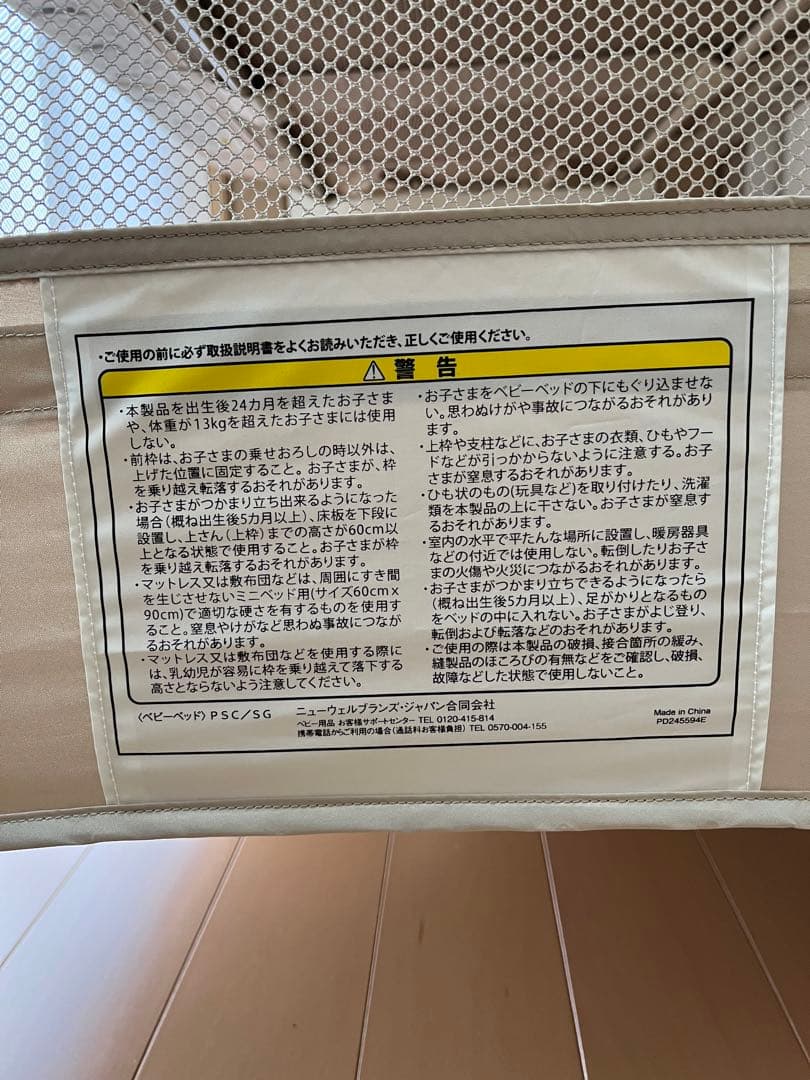 ・ご使用の前に必ず取扱説明書をよくお読みいただき、正しくご使用ください。
警告
・本製品を出生後24カ月を超えたお子さま
や、体重が13kgを超えたお子さまには使用
しない。
・前枠は、お子さまの乗せおろしの時以外は、
上げた位置に固定すること。お子さまが、枠
を乗り越え転落するおそれがあります。
・お子さまがつかまり立ち出来るようになった
場合(概ね出生後5カ月以上)、床板を下段に
設置し、上さん(上枠)までの高さが60cm以
上となる状態で使用すること。お子さまが枠
を乗り越え転落するおそれがあります。
・マットレス又は敷布団などは、周囲にすき間
を生じさせないミニベッド用(サイズ60cm×
90cm)で適切な硬さを有するものを使用す
ること。窒息やけがなど思わぬ事故につなが
るおそれがあります。
・マットレス又は敷布団などを使用する際に
は、乳幼児が容易に枠を乗り越えて落下する
高さとならないよう注意してください。
・お子さまをベビーベッドの下にもぐり込ませな
い。思わぬけがや事故につながるおそれがあり
ます。
・上枠や支柱などに、お子さまの衣類、ひもやフー
ドなどが引っかからないように注意する。お子
さまが窒息するおそれがあります。
・ひも状のもの(玩具など)を取り付けたり、洗濯
類を本製品の上に干さない。お子さまが窒息す
るおそれがあります。
・室内の水平で平たんな場所に設置し、暖房器具
などの付近では使用しない。転倒したりお子さ
まの火傷や火災につながるおそれがあります。
・お子さまがつかまり立ちできるようになったら
(概ね出生後5カ月以上)、足がかりとなるもの
をベッドの中に入れない。お子さまがよじ登り、
転倒および転落などのおそれがあります。
・ご使用の際は本製品の破損、接合箇所の緩み、
縫製品のほころびの有無などをご確認し、破損、
故障などした状態で使用しないこと。
〈ベビーベッド〉PSC/SG
ニューウェルブランズ・ジャパン合同会社
ベビー用品 お客様サポートセンター TEL 0120-415-814
携帯電話からご利用の場合(通話料お客様負担) TEL 0570-004-155
Made in China
PD245594E